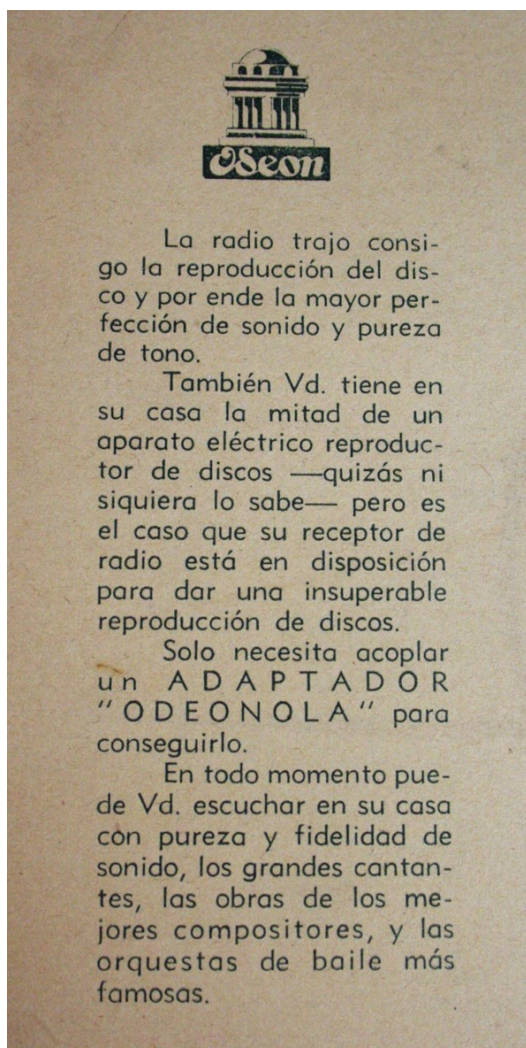 Odeon
La radio trajo consi-
go la reproducción del dis-
co y por ende la mayor per-
fección de sonido y pureza
de tono.
También Vd. tiene en
su casa la mitad de un
aparato eléctrico reproduc-
tor de discos —quizás ni
siquiera lo sabe— pero es
el caso que su receptor de
radio está en disposición
para dar una insuperable
reproducción de discos.
Solo necesita acoplar
un ADAPTADOR
"ODEONOLA" para
conseguirlo.
En todo momento pue-
de Vd. escuchar en su casa
con pureza y fidelidad de
sonido, los grandes cantan-
tes, las obras de los me-
jores compositores, y las
orquestas de baile más
famosas.